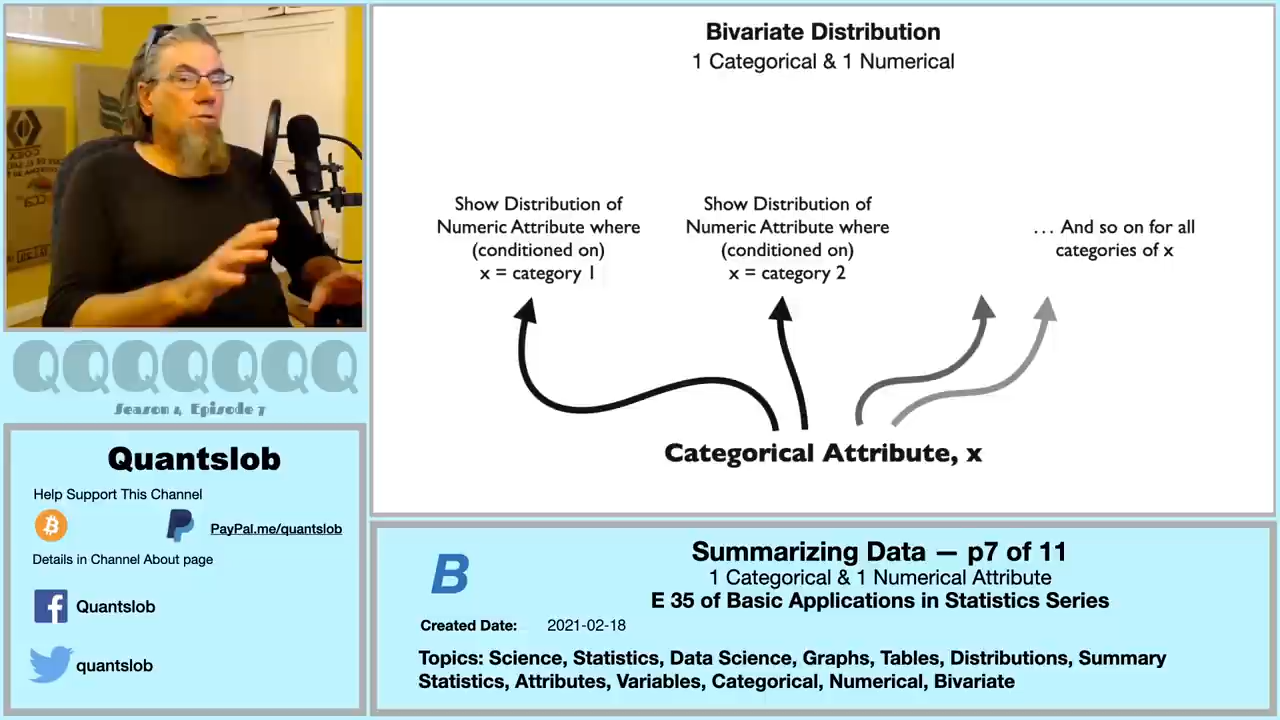 Bivariate Distribution
1 Categorical & 1 Numerical
Show Distribution of
Numeric Attribute where
(conditioned on)
x = category 1
Show Distribution of
Numeric Attribute where
(conditioned on)
x = category 2
… And so on for all
categories of x
Categorical Attribute, x
QQQQQQQ
Season 4 Episode 7
Quantslob
Help Support This Channel
PayPal.me/quantslob
Details in Channel About page
Quantslob
quantslob
B
Summarizing Data — p7 of 11
1 Categorical & 1 Numerical Attribute
E 35 of Basic Applications in Statistics Series
Created Date: 2021-02-18
Topics: Science, Statistics, Data Science, Graphs, Tables, Distributions, Summary
Statistics, Attributes, Variables, Categorical, Numerical, Bivariate